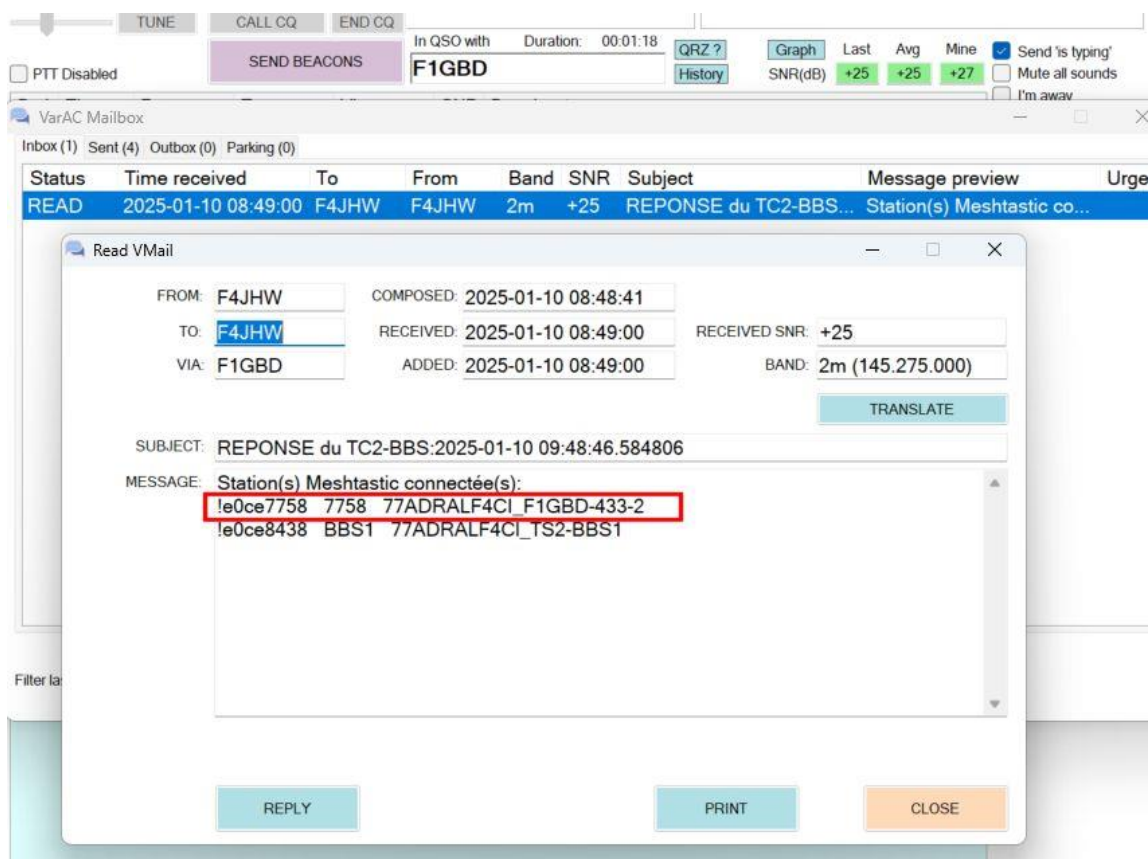 TUNE CALL CQ END CQ
In QSO with Duration: 00:01:18
F1GBD
SEND BEACONS
PTT Disabled
QRZ ? Graph Last Avg Mine Send 'is typing'
History SNR(dB) +25 +25 +27 Mute all sounds
I'm away
VarAC Mailbox
Inbox (1) Sent (4) Outbox (0) Parking (0)
Status Time received To From Band SNR Subject Message preview Urge
READ 2025-01-10 08:49:00 F4JHW F4JHW 2m +25 REPONSE du TC2-BBS... Station(s) Meshtastic co...
Read VMail
FROM: F4JHW COMPOSED: 2025-01-10 08:48:41
TO: F4JHW RECEIVED: 2025-01-10 08:49:00 RECEIVED SNR: +25
VIA: F1GBD ADDED: 2025-01-10 08:49:00 BAND: 2m (145.275.000)
TRANSLATE
SUBJECT: REPONSE du TC2-BBS:2025-01-10 09:48:46.584806
MESSAGE: Station(s) Meshtastic connectée(s):
!e0ce7758 7758 77ADRALF4CI_F1GBD-433-2
!e0ce8438 BBS1 77ADRALF4CI_TS2-BBS1
Filter la
REPLY PRINT CLOSE